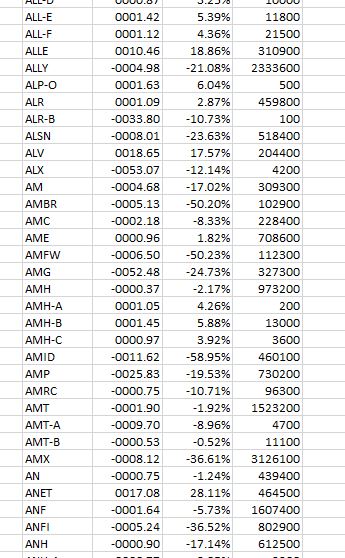 ALL-E 0001.42 5.39% 11800
ALL-F 0001.12 4.36% 21500
ALLE 0010.46 18.86% 310900
ALLY -0004.98 -21.08% 2333600
ALP-O 0001.63 6.04% 500
ALR 0001.09 2.87% 459800
ALR-B -0033.80 -10.73% 100
ALSN -0008.01 -23.63% 518400
ALV 0018.65 17.57% 204400
ALX -0053.07 -12.14% 4200
AM -0004.68 -17.02% 309300
AMBR -0005.13 -50.20% 102900
AMC -0002.18 -8.33% 228400
AME 0000.96 1.82% 708600
AMFW -0006.50 -50.23% 112300
AMG -0052.48 -24.73% 327300
AMH -0000.37 -2.17% 973200
AMH-A 0001.05 4.26% 200
AMH-B 0001.45 5.88% 13000
AMH-C 0000.97 3.92% 3600
AMID -0011.62 -58.95% 460100
AMP -0025.83 -19.53% 730200
AMRC -0000.75 -10.71% 96300
AMT -0001.90 -1.92% 1523200
AMT-A -0009.70 -8.96% 4700
AMT-B -0000.53 -0.52% 11100
AMX -0008.12 -36.61% 3126100
AN -0000.75 -1.24% 439400
ANET 0017.08 28.11% 464500
ANF -0001.64 -5.73% 1607400
ANFI -0005.24 -36.52% 802900
ANH -0000.90 -17.14% 612500